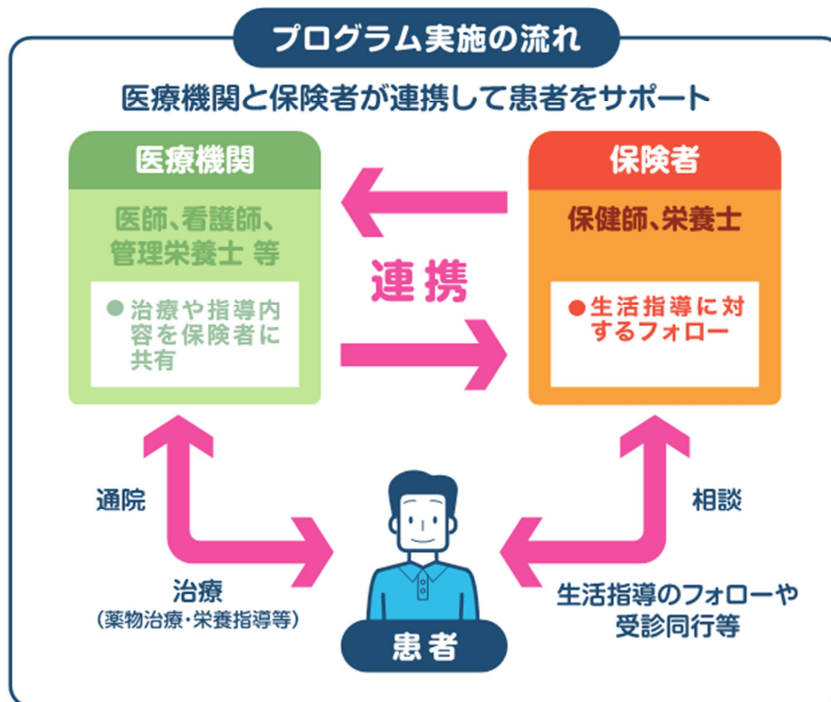 プログラム実施の流れ
医療機関と保険者が連携して患者をサポート
医療機関
医師、看護師、
管理栄養士 等
● 治療や指導内
容を保険者に
共有
連携
保険者
保健師、栄養士
● 生活指導に対
するフォロー
通院
治療
（薬物治療・栄養指導等）
患者
相談
生活指導のフォローや
受診同行等